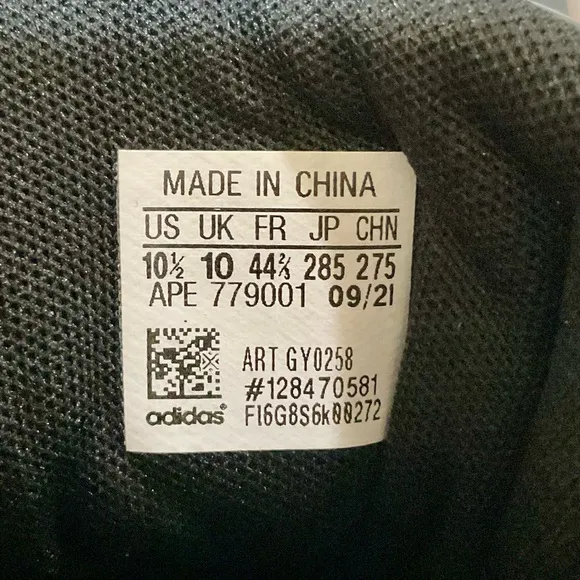 MADE IN CHINA
US UK FR JP CHN
10½ 10 44⅔ 285 275
APE 779001 09/21
ART GY0258
#128470581
adidas® Fl6G8S6k00272